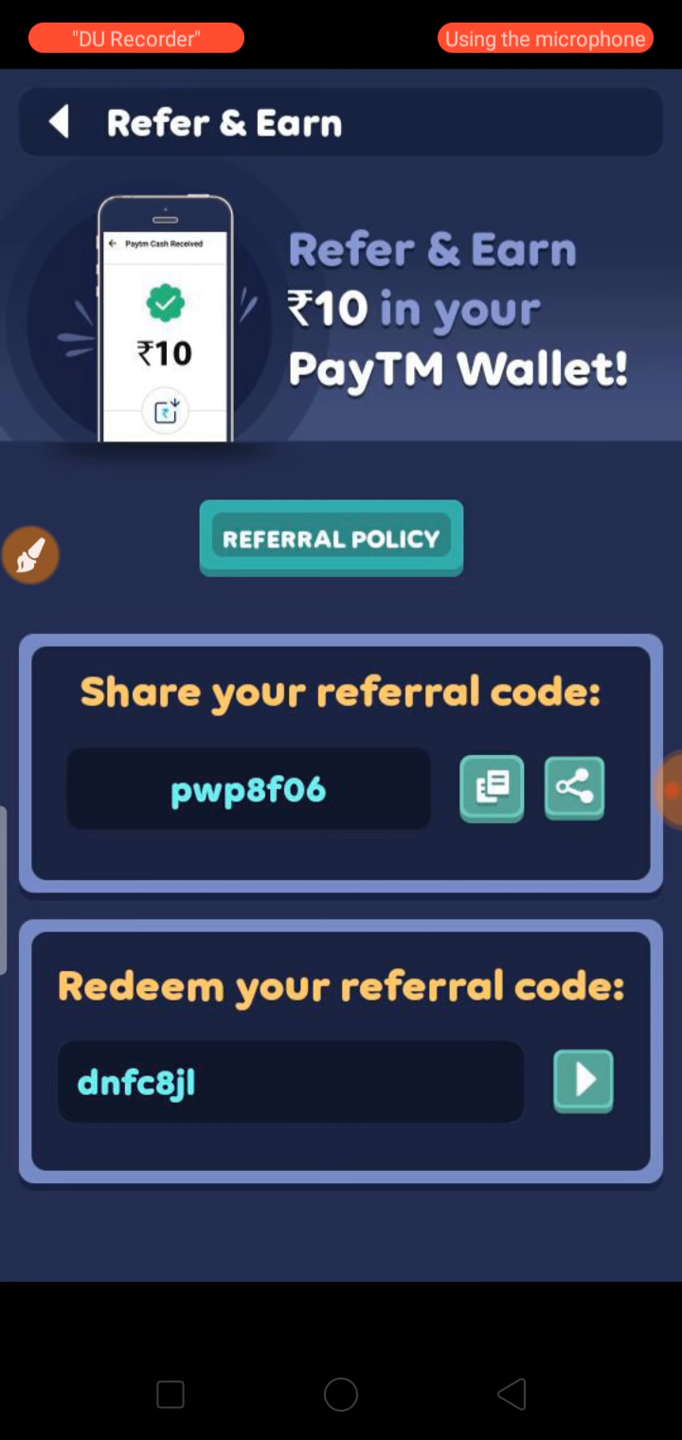 "DU Recorder"
Using the microphone
Refer & Earn
Paytm Cash Received
₹10
Refer & Earn
₹10 in your
PayTM Wallet!
REFERRAL POLICY
Share your referral code:
pwp8f06
Redeem your referral code:
dnfc8jl